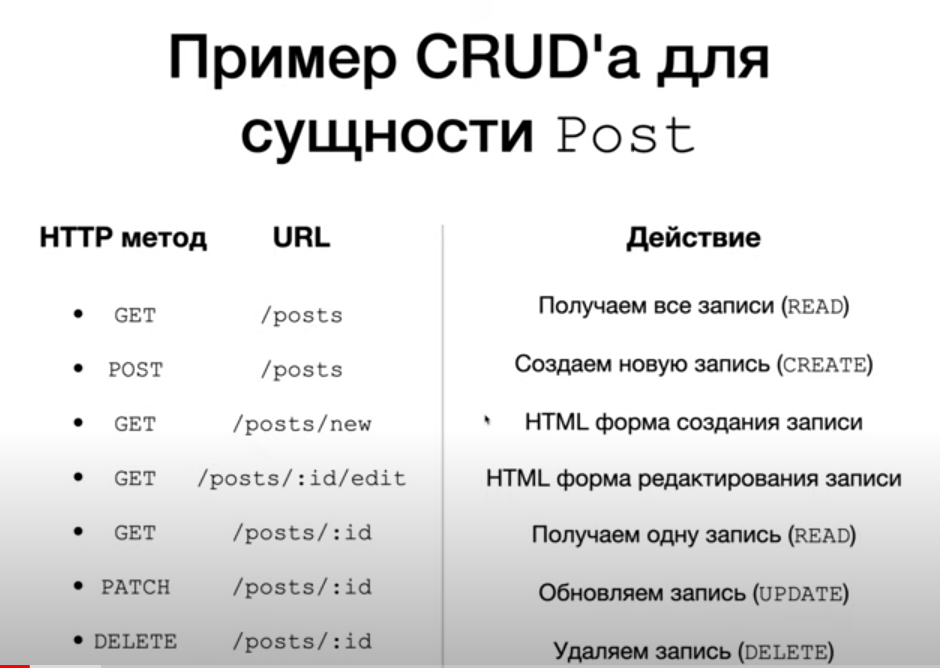 Пример CRUD'а для
сущности Post
HTTP метод URL Действие
• GET /posts Получаем все записи (READ)
• POST /posts Создаем новую запись (CREATE)
• GET /posts/new HTML форма создания записи
• GET /posts/:id/edit HTML форма редактирования записи
• GET /posts/:id Получаем одну запись (READ)
• PATCH /posts/:id Обновляем запись (UPDATE)
• DELETE /posts/:id Удаляем запись (DELETE)